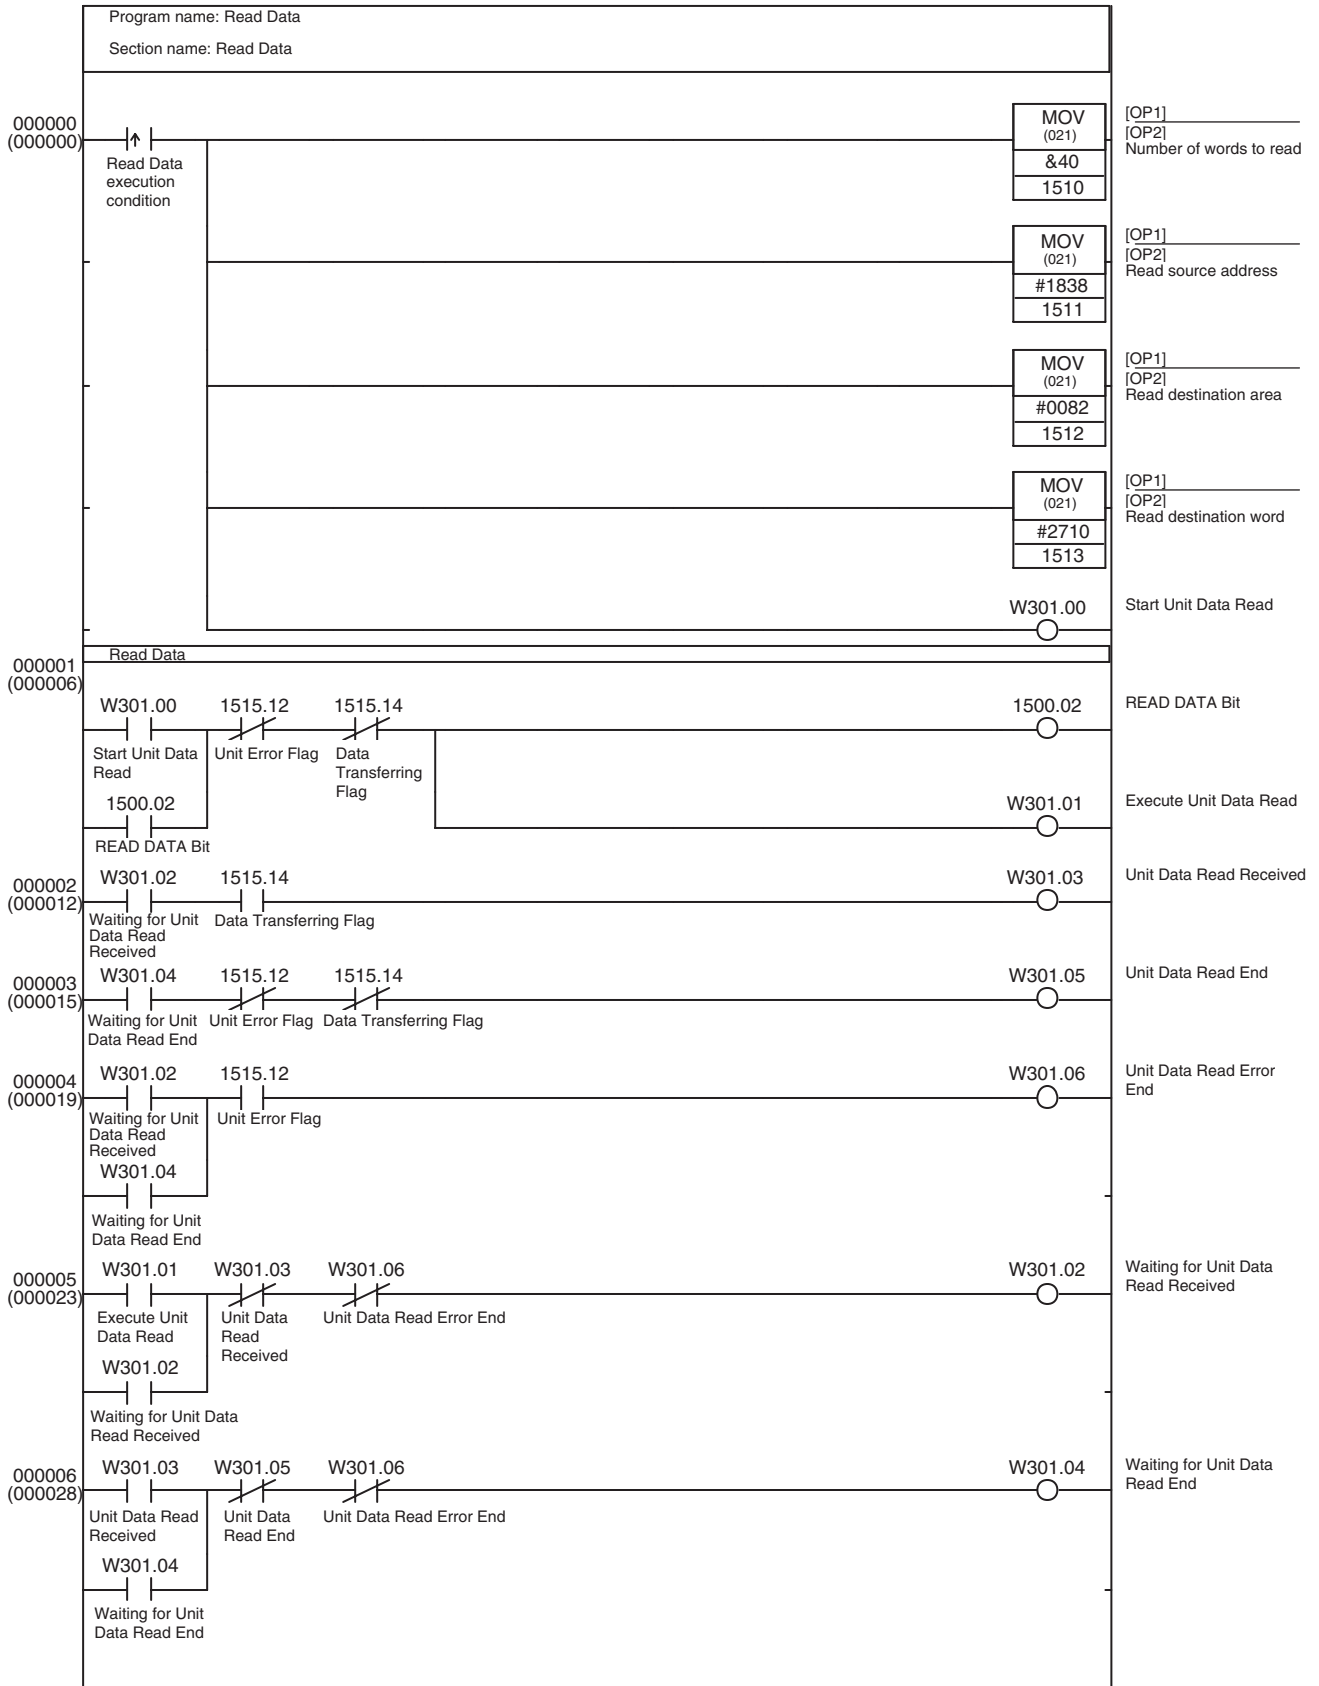 Program name: Read Data
Section name: Read Data
000000
(000000)
Read Data
execution
condition
MOV
(021)
&40
1510
[OP1]
[OP2]
Number of words to read
MOV
(021)
#1838
1511
[OP1]
[OP2]
Read source address
MOV
(021)
#0082
1512
[OP1]
[OP2]
Read destination area
MOV
(021)
#2710
1513
[OP1]
[OP2]
Read destination word
W301.00
Start Unit Data Read
Read Data
000001
(000006)
W301.00 1515.12 1515.14 1500.02
READ DATA Bit
Start Unit Data
Read
Unit Error Flag
Data
Transferring
Flag
1500.02
READ DATA Bit
W301.01
Execute Unit Data Read
000002
(000012)
W301.02 1515.14 W301.03
Unit Data Read Received
Waiting for Unit
Data Read
Received
Data Transferring Flag
000003
(000015)
W301.04 1515.12 1515.14 W301.05
Unit Data Read End
Waiting for Unit
Data Read End
Unit Error Flag
Data Transferring Flag
000004
(000019)
W301.02 1515.12 W301.06
Unit Data Read Error
End
Waiting for Unit
Data Read
Received
Unit Error Flag
W301.04
Waiting for Unit
Data Read End
000005
(000023)
W301.01 W301.03 W301.06 W301.02
Waiting for Unit Data
Read Received
Execute Unit
Data Read
Unit Data
Read
Received
Unit Data Read Error End
W301.02
Waiting for Unit Data
Read Received
000006
(000028)
W301.03 W301.05 W301.06 W301.04
Waiting for Unit Data
Read End
Unit Data Read
Received
Unit Data
Read End
Unit Data Read Error End
W301.04
Waiting for Unit
Data Read End